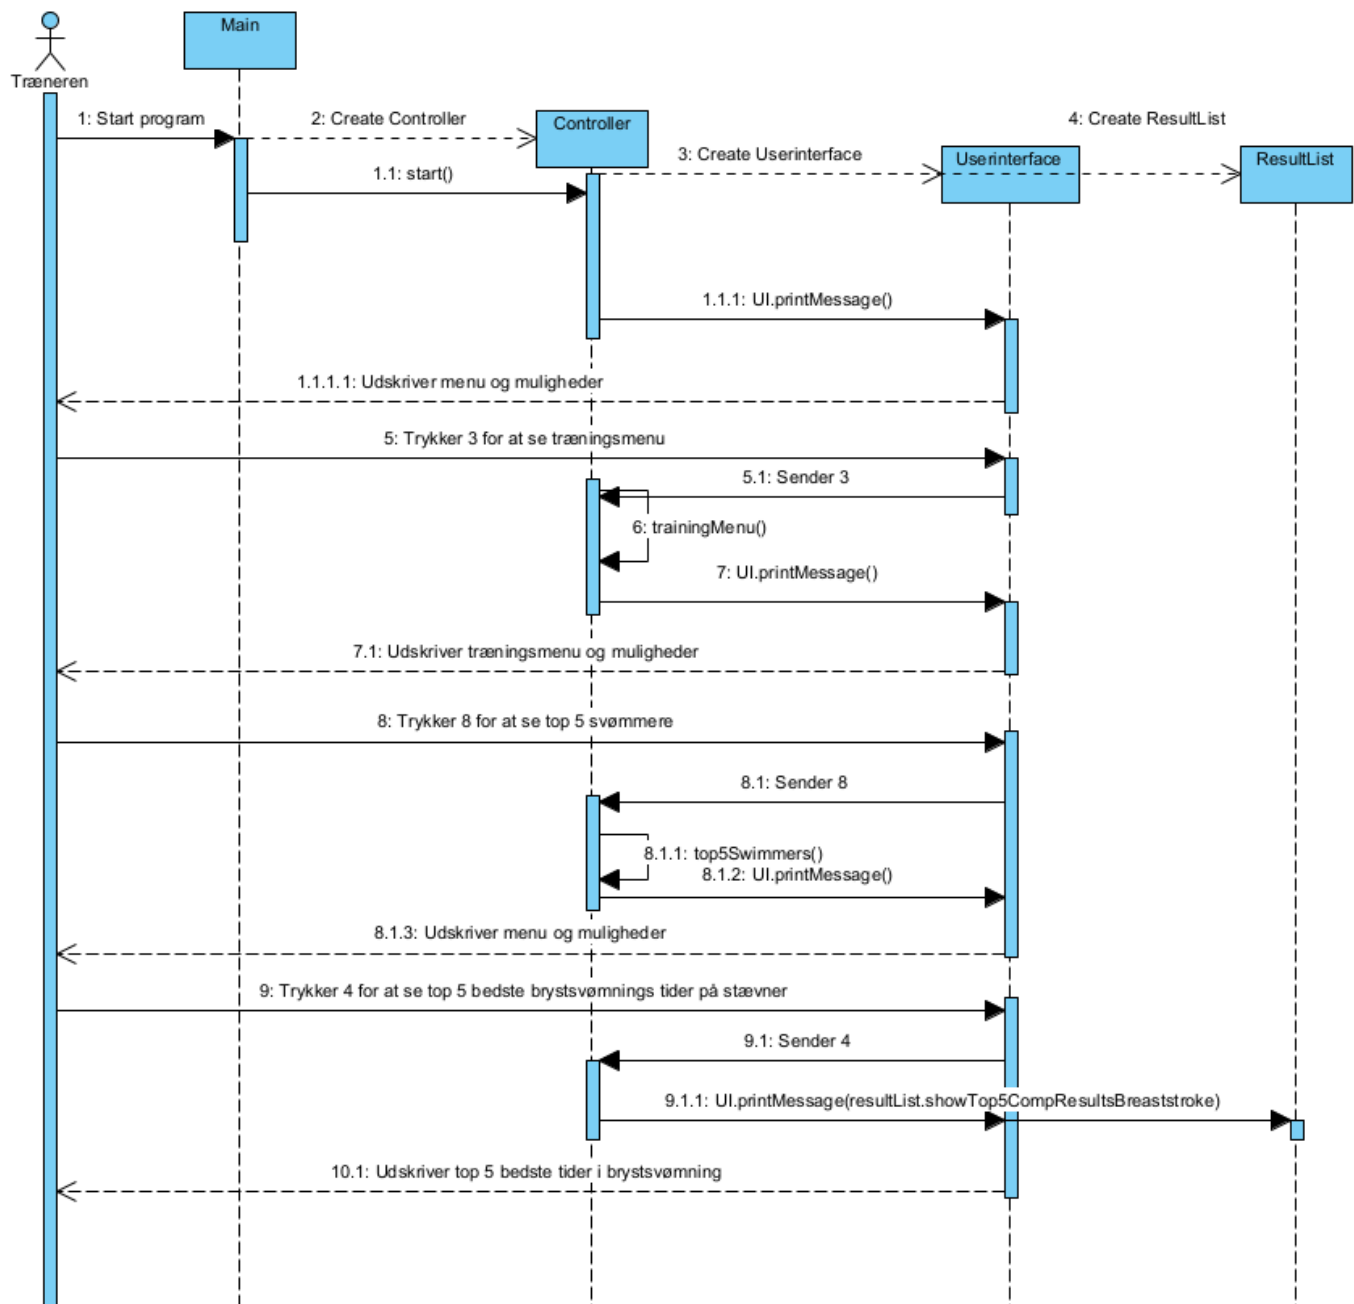 Træneren
Main
1: Start program
2: Create Controller
Controller
4: Create ResultList
3: Create Userinterface
Userinterface
ResultList
1.1: start()
1.1.1: UI.printMessage()
1.1.1.1: Udskriver menu og muligheder
5: Trykker 3 for at se træningsmenu
5.1: Sender 3
6: trainingMenu()
7: UI.printMessage()
7.1: Udskriver træningsmenu og muligheder
8: Trykker 8 for at se top 5 svømmere
8.1: Sender 8
8.1.1: top5Swimmers()
8.1.2: UI.printMessage()
8.1.3: Udskriver menu og muligheder
9: Trykker 4 for at se top 5 bedste brystsvømnings tider på stævner
9.1: Sender 4
9.1.1: UI.printMessage(resultList.showTop5CompResultsBreaststroke)
10.1: Udskriver top 5 bedste tider i brystsvømning